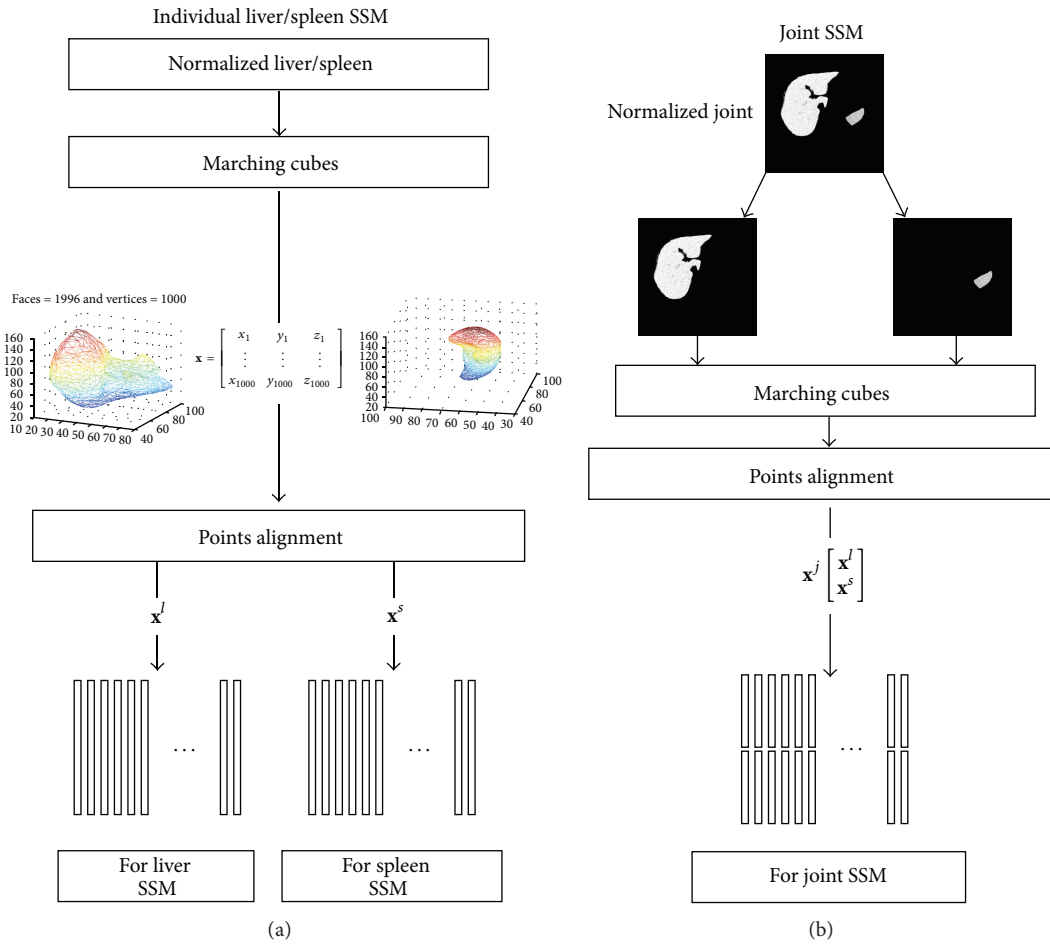 Individual liver/spleen SSM
Normalized liver/spleen
Marching cubes
Faces = 1996 and vertices = 1000
160
140
120
100
80
60
40
20
10 20 30 40 50 60 70 80
40
60
80
100
x = [ x1 y1 z1
⋮ ⋮ ⋮
x1000 y1000 z1000 ]
160
140
120
100
80
60
40
20
100 90 80 70 60 50 40 30
40
60
80
100
Points alignment
x^l
x^s
...
...
For liver
SSM
For spleen
SSM
(a)
Joint SSM
Normalized joint
Marching cubes
Points alignment
x^j [ x^l
x^s ]
...
For joint SSM
(b)